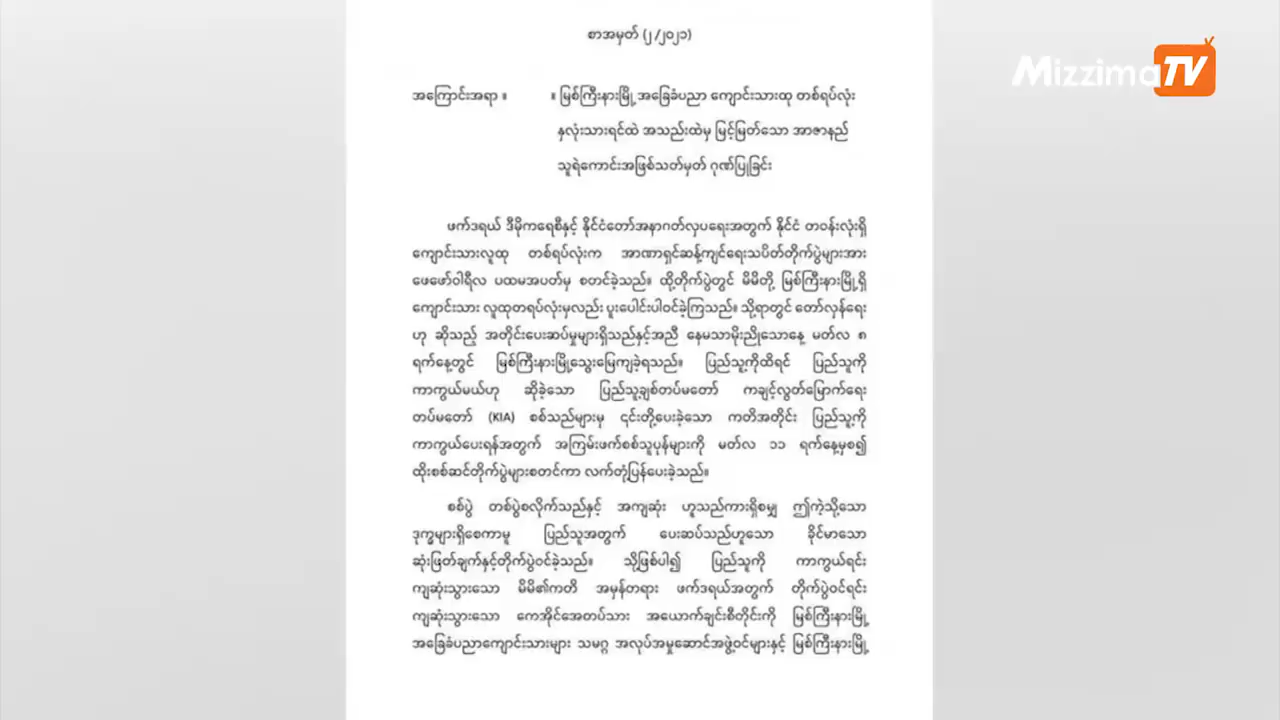 စာအမှတ် (၂/၂၀၂၁)
MizzimaTV
အကြောင်းအရာ ။ ။ မြစ်ကြီးနားမြို့ အခြေခံပညာ ကျောင်းသားထု တစ်ရပ်လုံး
နှလုံးသားရင်ထဲ အသည်းထဲမှ မြင့်မြတ်သော အာဇာနည်
သူရဲကောင်းအဖြစ်သတ်မှတ် ဂုဏ်ပြုခြင်း
ဖက်ဒရယ် ဒီမိုကရေစီနှင့် နိုင်ငံတော်အနာဂတ်လှပရေးအတွက် နိုင်ငံ တဝန်းလုံးရှိ
ကျောင်းသားလူထု တစ်ရပ်လုံးက အာဏာရှင်ဆန့်ကျင်ရေးသပိတ်တိုက်ပွဲများအား
ဖေဖော်ဝါရီလ ပထမအပတ်မှ စတင်ခဲ့သည်။ ထိုတိုက်ပွဲတွင် မိမိတို့ မြစ်ကြီးနားမြို့ရှိ
ကျောင်းသား လူထုတရပ်လုံးမှလည်း ပူးပေါင်းပါဝင်ခဲ့ကြသည်။ သို့ရာတွင် တော်လှန်ရေး
ဟု ဆိုသည့် အတိုင်းပေးဆပ်မှုများရှိသည်နှင့်အညီ နေမသာမိုးညိုသောနေ့ မတ်လ ၈
ရက်နေ့တွင် မြစ်ကြီးနားမြို့သွေးမြေကျခဲ့ရသည်။ ပြည်သူ့ကိုထိရင် ပြည်သူကို
ကာကွယ်မယ်ဟု ဆိုခဲ့သော ပြည်သူ့ချစ်တပ်မတော် ကချင့်လွတ်မြောက်ရေး
တပ်မတော် (KIA) စစ်သည်များမှ ၎င်းတို့ပေးခဲ့သော ကတိအတိုင်း ပြည်သူ့ကို
ကာကွယ်ပေးရန်အတွက် အကြမ်းဖက်စစ်သူပုန်များကို မတ်လ ၁၁ ရက်နေ့မှစ၍
ထိုးစစ်ဆင်တိုက်ပွဲများစတင်ကာ လက်တုံ့ပြန်ပေးခဲ့သည်။
စစ်ပွဲ တစ်ပွဲစလိုက်သည်နှင့် အကျဆုံး ဟူသည်ကားရှိစမျှ ဤကဲ့သို့သော
ဒုက္ခများရှိစေကာမူ ပြည်သူအတွက် ပေးဆပ်သည်ဟူသော ခိုင်မာသော
ဆုံးဖြတ်ချက်နှင့်တိုက်ပွဲဝင်ခဲ့သည်။ သို့ဖြစ်ပါ၍ ပြည်သူကို ကာကွယ်ရင်း
ကျဆုံးသွားသော မိမိ၏ကတိ အမှန်တရား ဖက်ဒရယ်အတွက် တိုက်ပွဲဝင်ရင်း
ကျဆုံးသွားသော ကေအိုင်အေတပ်သား အယောက်ချင်းစီတိုင်းကို မြစ်ကြီးနားမြို့
အခြေခံပညာကျောင်းသားများ သမဂ္ဂ အလုပ်အမှုဆောင်အဖွဲ့ဝင်များနှင့် မြစ်ကြီးနားမြို့